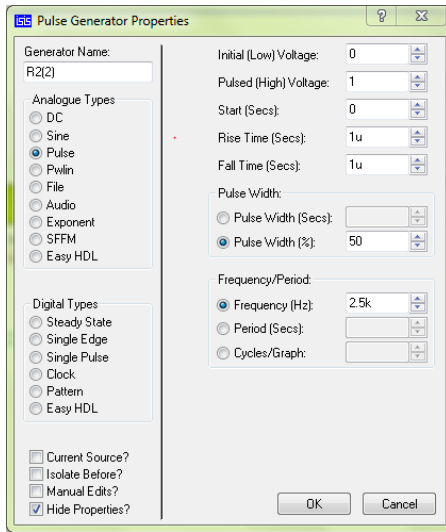 ISIS Pulse Generator Properties
?
Generator Name:
R2(2)
Analogue Types
DC
Sine
Pulse
Pwlin
File
Audio
Exponent
SFFM
Easy HDL
Digital Types
Steady State
Single Edge
Single Pulse
Clock
Pattern
Easy HDL
Current Source?
Isolate Before?
Manual Edits?
Hide Properties?
Initial (Low) Voltage: 0
Pulsed (High) Voltage: 1
Start (Secs): 0
Rise Time (Secs): 1u
Fall Time (Secs): 1u
Pulse Width:
Pulse Width (Secs):
Pulse Width (%): 50
Frequency/Period:
Frequency (Hz): 2.5k
Period (Secs):
Cycles/Graph:
OK Cancel